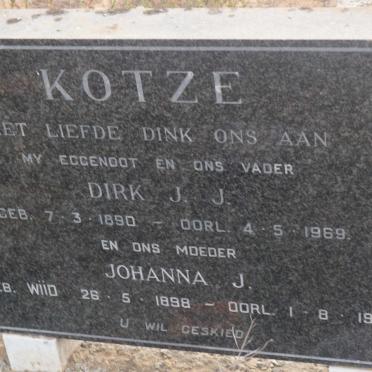 KOTZE
ET LIEFDE DINK ONS AAN
MY EGGENOOT EN ONS VADER
DIRK J. J.
GEB. 7·3·1890 – OORL. 4·5·1969.
EN ONS MOEDER
JOHANNA J.
EB. WIID 26·5·1898 – OORL. 1·8·19
U WIL GESKIED